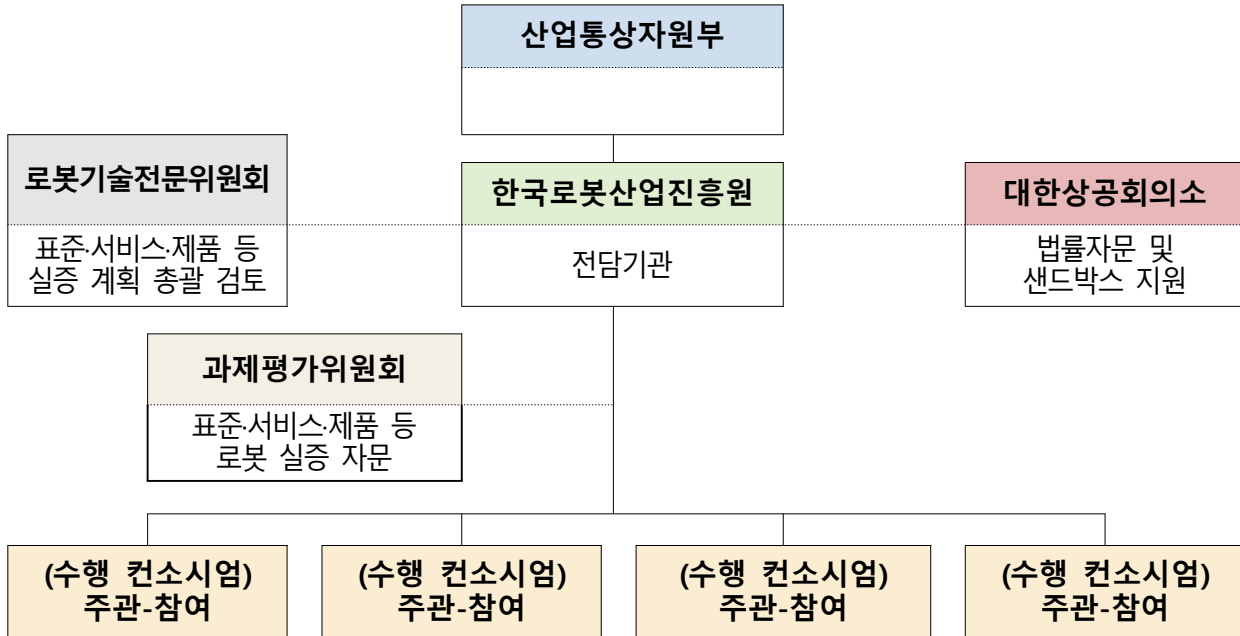 산업통상자원부
로봇기술전문위원회
표준·서비스·제품 등
실증 계획 총괄 검토
한국로봇산업진흥원
전담기관
대한상공회의소
법률자문 및
샌드박스 지원
과제평가위원회
표준·서비스·제품 등
로봇 실증 자문
(수행 컨소시엄)
주관-참여
(수행 컨소시엄)
주관-참여
(수행 컨소시엄)
주관-참여
(수행 컨소시엄)
주관-참여